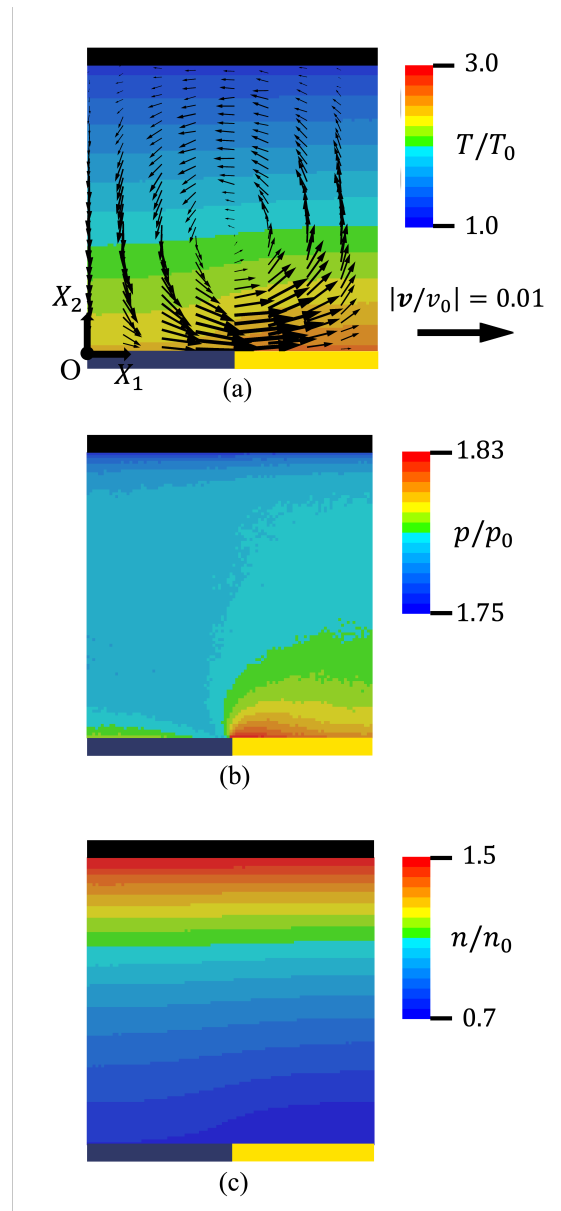 3.0
T/T₀
1.0
|v/v₀| = 0.01
X₂
O
X₁
(a)
1.83
p/p₀
1.75
(b)
1.5
n/n₀
0.7
(c)